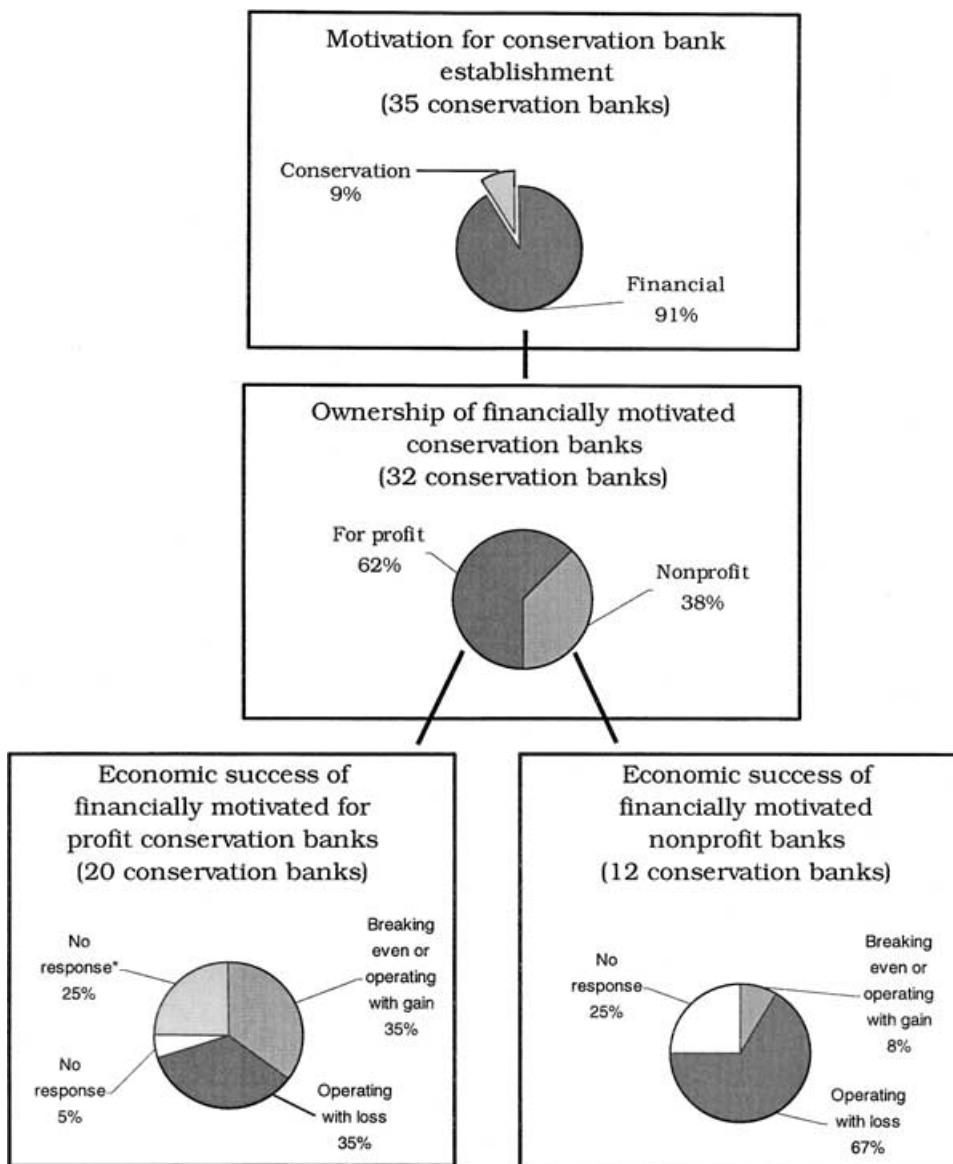 Motivation for conservation bank
establishment
(35 conservation banks)
Conservation
9%
Financial
91%
Ownership of financially motivated
conservation banks
(32 conservation banks)
For profit
62%
Nonprofit
38%
Economic success of
financially motivated for
profit conservation banks
(20 conservation banks)
No
response*
25%
Breaking
even or
operating
with gain
35%
No
response
5%
Operating
with loss
35%
Economic success of
financially motivated
nonprofit banks
(12 conservation banks)
No
response
25%
Breaking
even or
operating
with gain
8%
Operating
with loss
67%